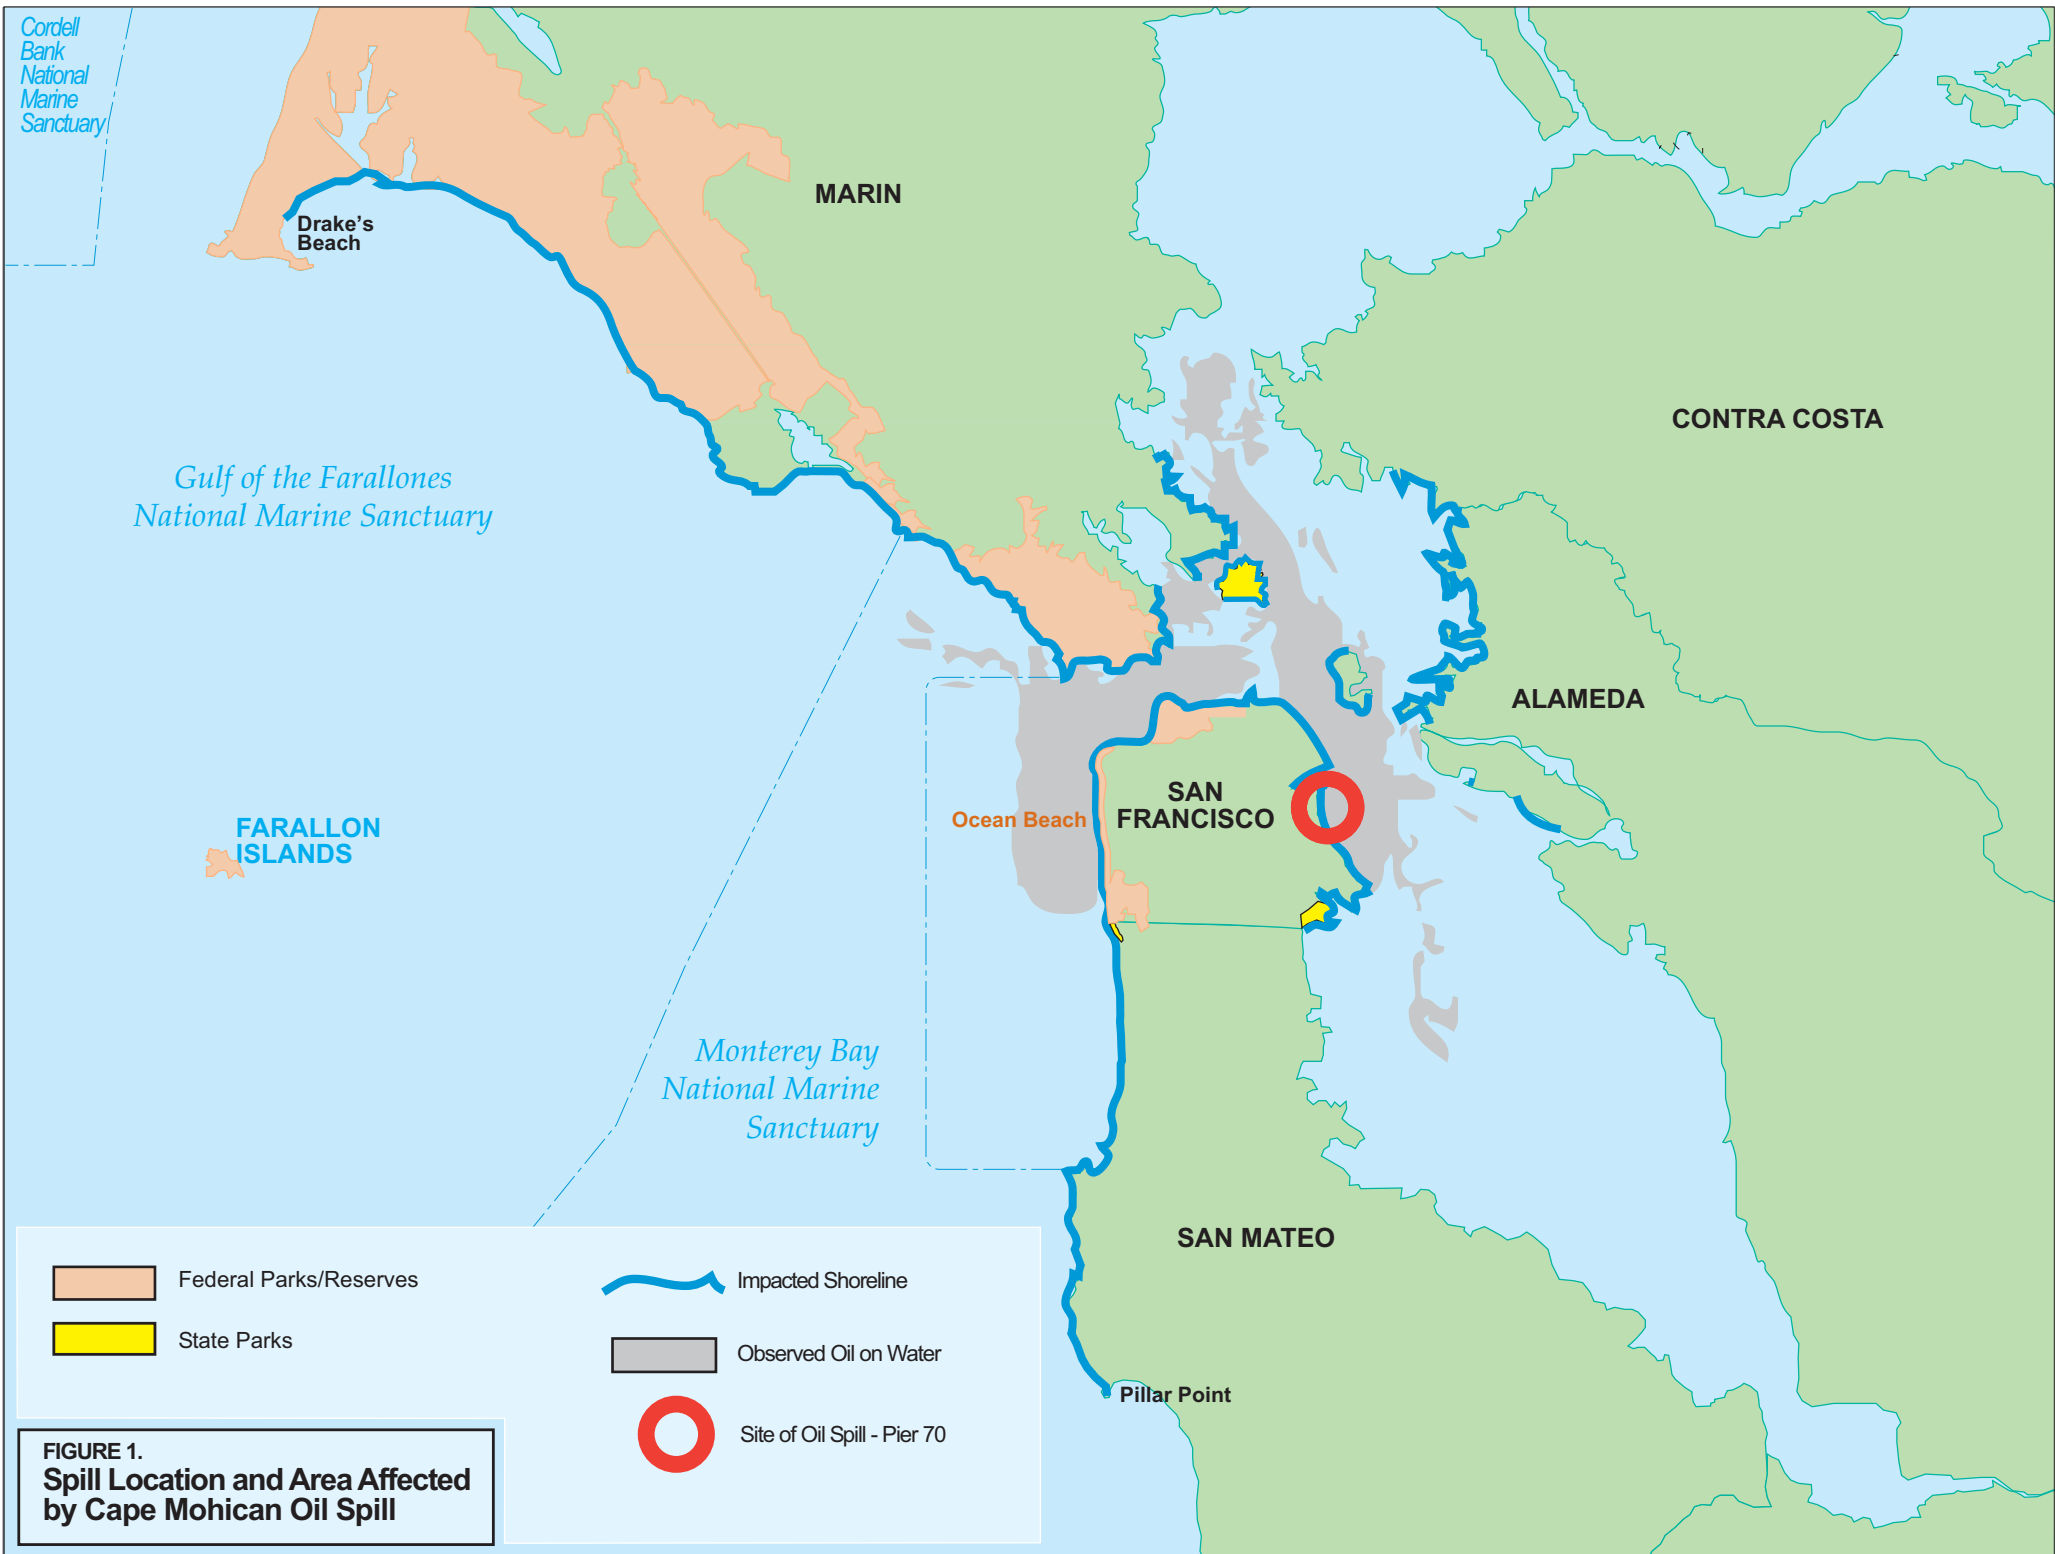 Cordell
Bank
National
Marine
Sanctuary
MARIN
Drake's
Beach
CONTRA COSTA
Gulf of the Farallones
National Marine Sanctuary
ALAMEDA
SAN
FRANCISCO
Ocean Beach
FARALLON
ISLANDS
Monterey Bay
National Marine
Sanctuary
SAN MATEO
Pillar Point
Federal Parks/Reserves
State Parks
Impacted Shoreline
Observed Oil on Water
Site of Oil Spill - Pier 70
FIGURE 1.
Spill Location and Area Affected
by Cape Mohican Oil Spill